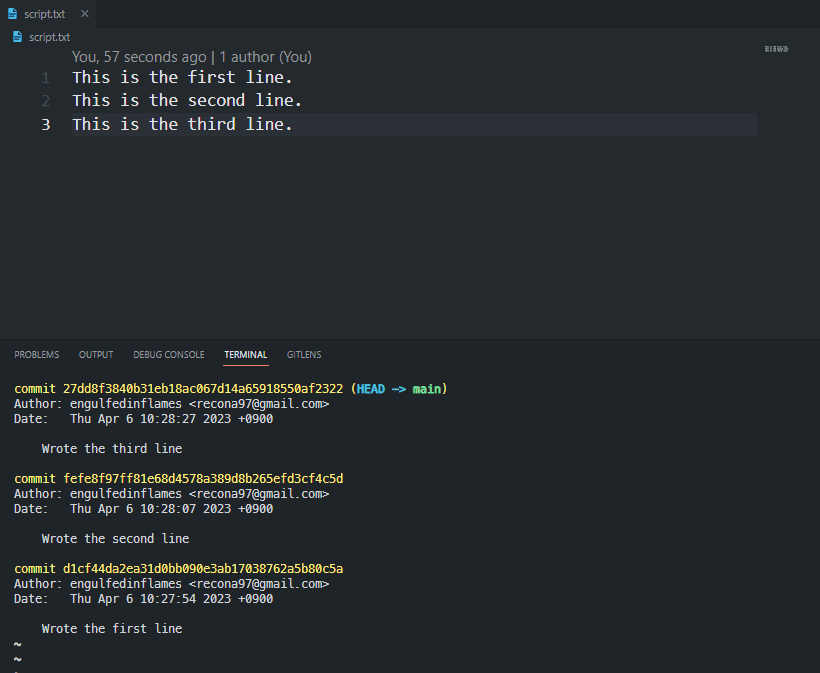 script.txt
script.txt
You, 57 seconds ago | 1 author (You)
1 This is the first line.
2 This is the second line.
3 This is the third line.
PROBLEMS OUTPUT DEBUG CONSOLE TERMINAL GITLENS
commit 27dd8f3840b31eb18ac067d14a65918550af2322 (HEAD -> main)
Author: engulfedinflames <recona97@gmail.com>
Date:   Thu Apr 6 10:28:27 2023 +0900
Wrote the third line
commit fefe8f97ff81e68d4578a389d8b265efd3cf4c5d
Author: engulfedinflames <recona97@gmail.com>
Date:   Thu Apr 6 10:28:07 2023 +0900
Wrote the second line
commit d1cf44da2ea31d0bb090e3ab17038762a5b80c5a
Author: engulfedinflames <recona97@gmail.com>
Date:   Thu Apr 6 10:27:54 2023 +0900
Wrote the first line
~
~